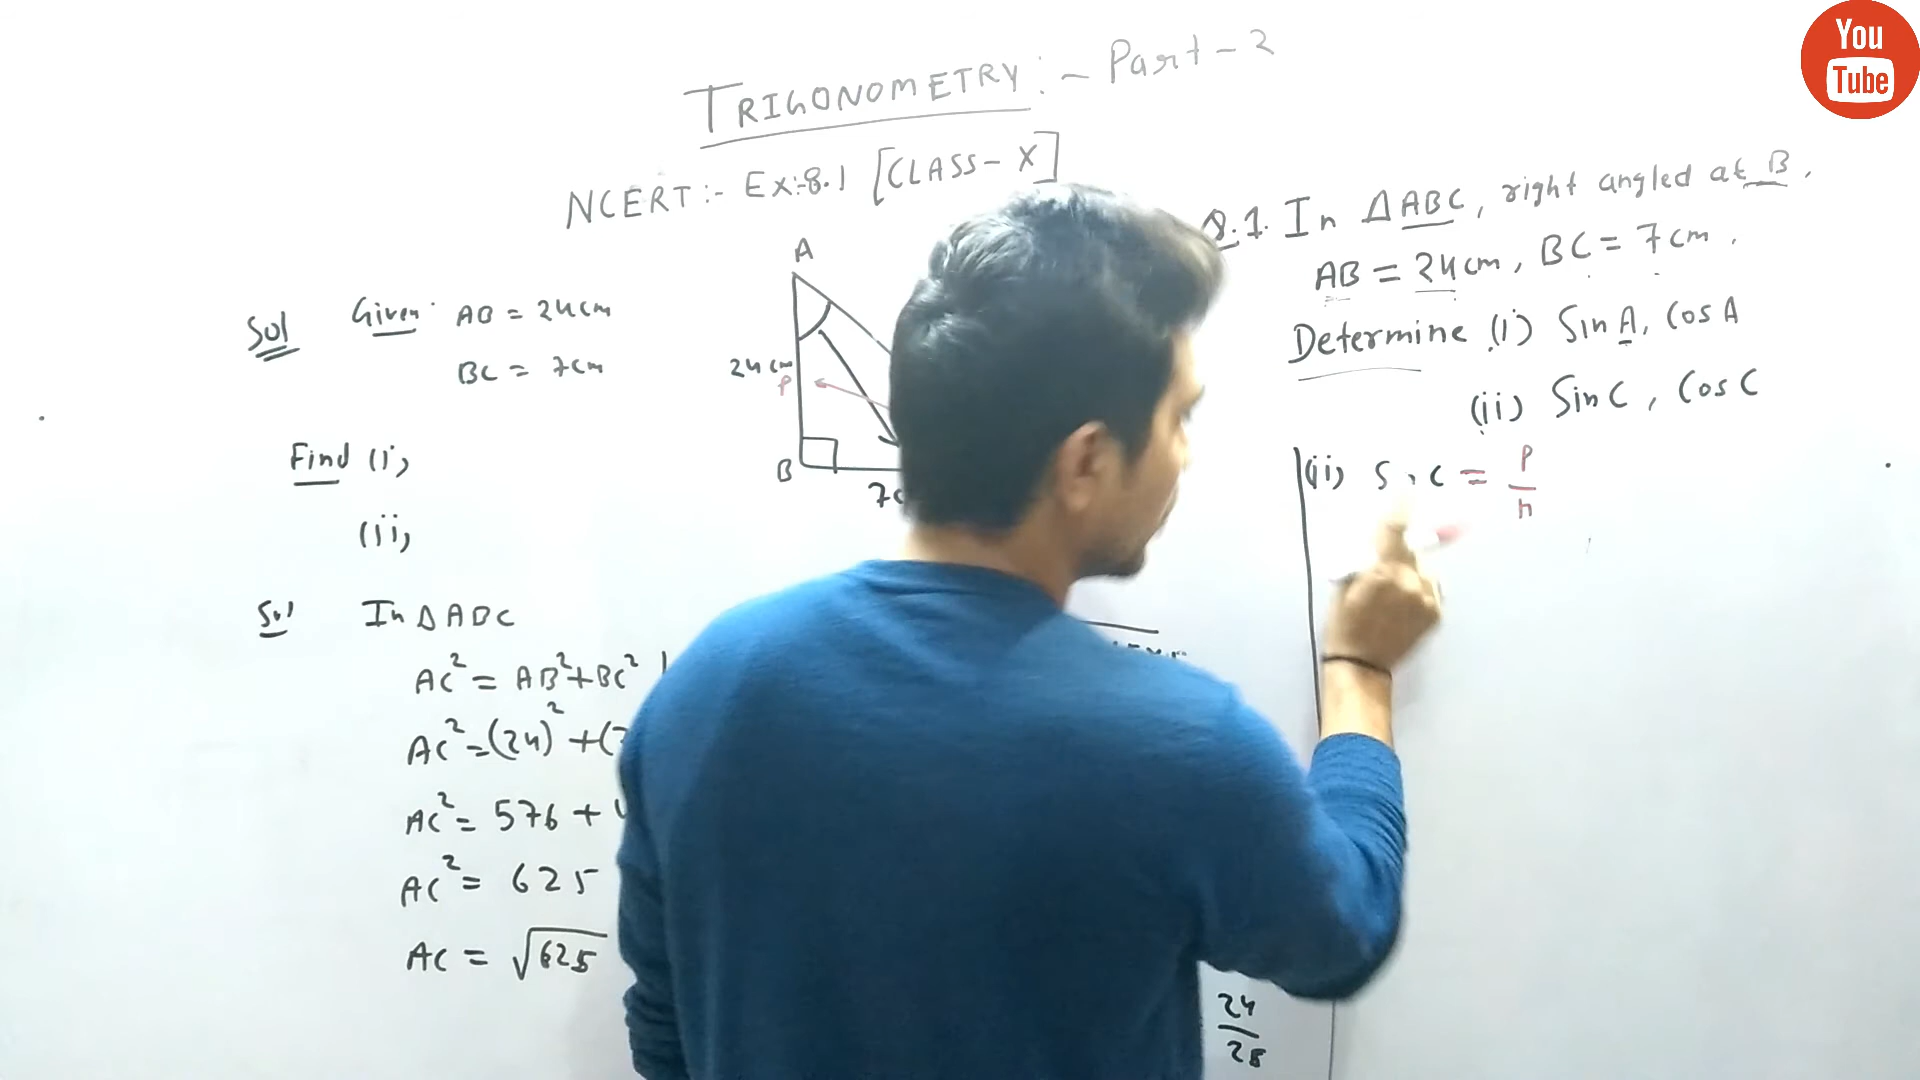 You
Tube
TRIGONOMETRY :- Part-2
NCERT:- Ex:-8.1 [CLASS-X]
Q.1. In ΔABC, right angled at B.
AB = 24cm, BC = 7cm.
Determine (i) Sin A, Cos A
(ii) Sin C, Cos C
Sol Given: AB = 24cm
BC = 7cm
Find (i)
(ii)
A
24 cm
P
B
Sol In ΔABC
AC² = AB² + BC²
AC² = (24)² + (
AC² = 576 +
AC² = 625
AC = √625
24
25
(ii) S C = P
h